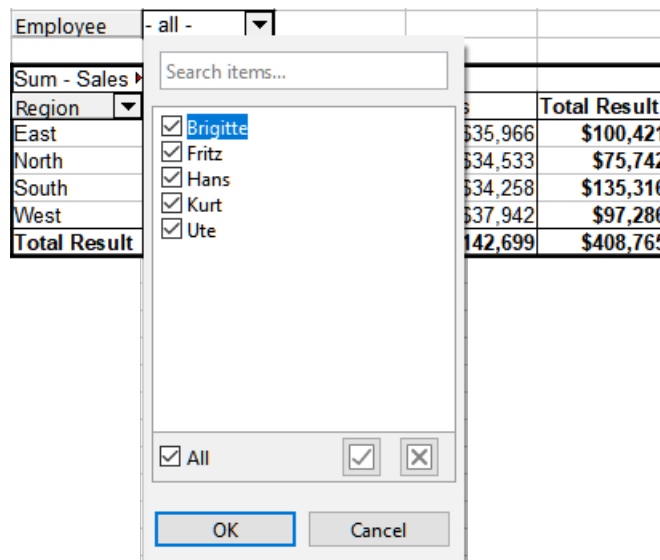 Employee - all -
Search items...
Sum - Sales
Region Total Result
Brigitte
East $35,966 $100,421
Fritz
North $34,533 $75,742
Hans
South $34,258 $135,316
Kurt
West $37,942 $97,286
Ute
Total Result 142,699 $408,765
All
OK Cancel